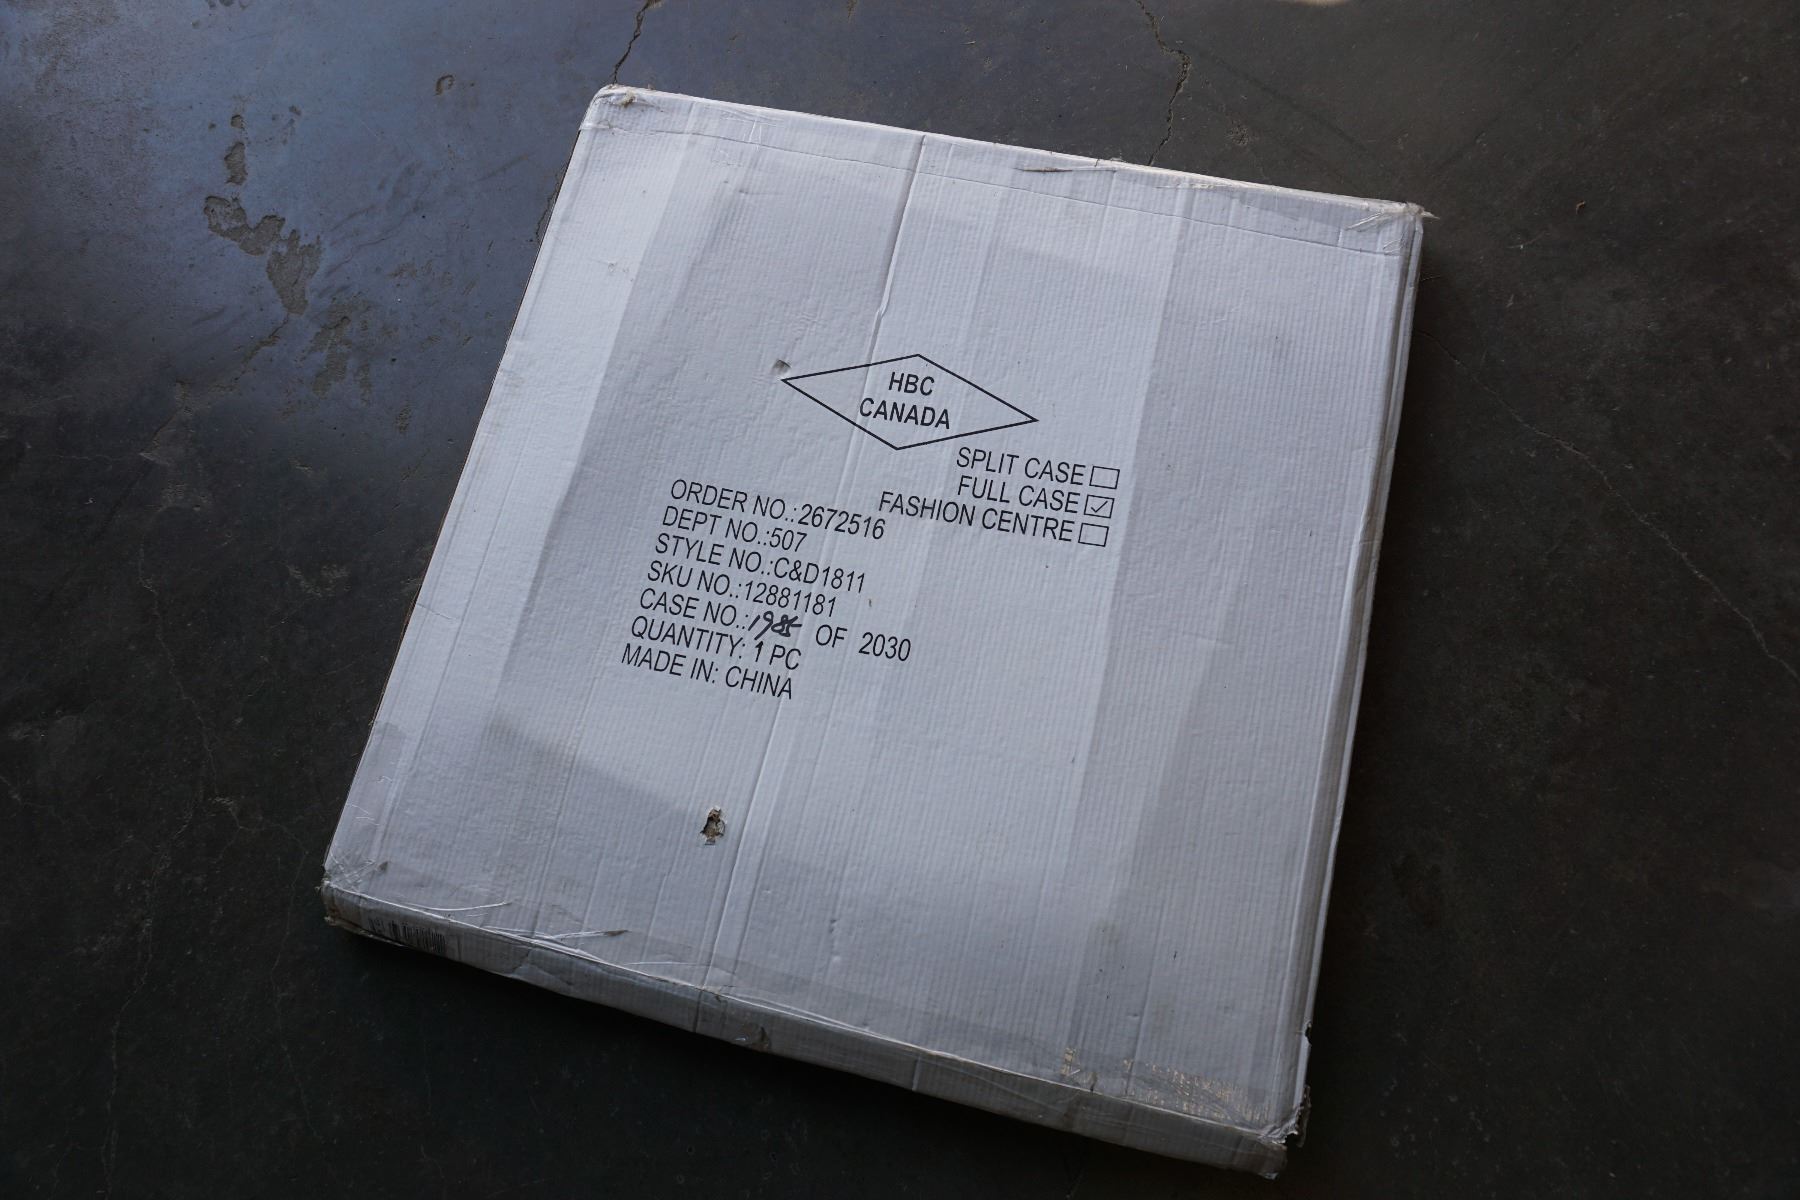 HBC
CANADA
SPLIT CASE
FULL CASE
FASHION CENTRE
ORDER NO.:2672516
DEPT NO.:507
STYLE NO.:C&D1811
SKU NO.:12881181
CASE NO.:1985 OF 2030
QUANTITY: 1 PC
MADE IN: CHINA